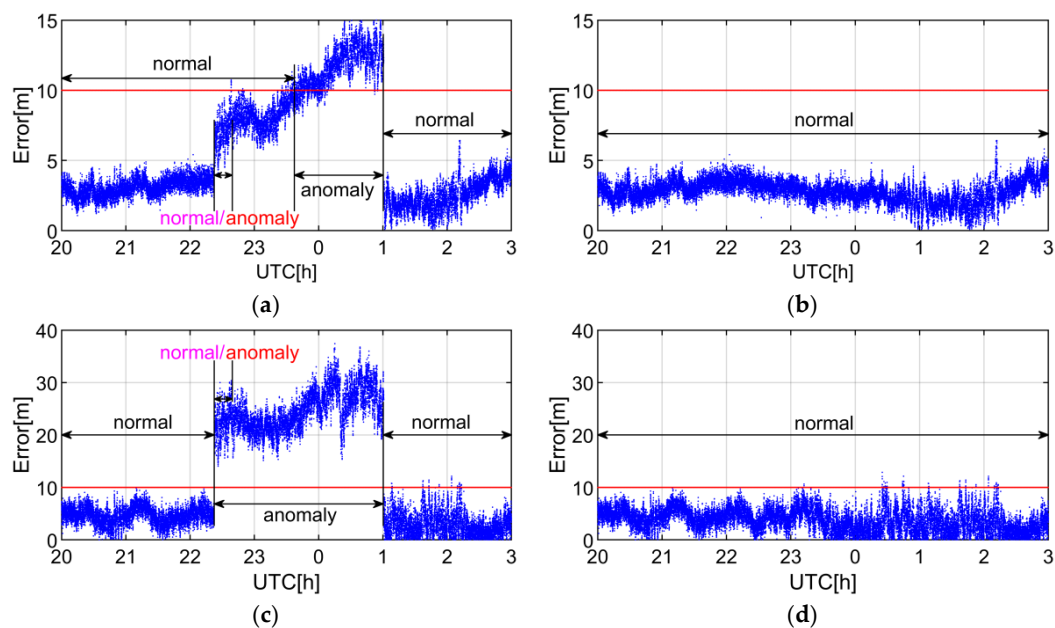 15
10
5
0
Error[m]
normal
normal
anomaly
normal/anomaly
20 21 22 23 0 1 2 3
UTC[h]
(a)
15
10
5
0
Error[m]
normal
20 21 22 23 0 1 2 3
UTC[h]
(b)
40
30
20
10
0
Error[m]
normal/anomaly
normal
normal
anomaly
20 21 22 23 0 1 2 3
UTC[h]
(c)
40
30
20
10
0
Error[m]
normal
20 21 22 23 0 1 2 3
UTC[h]
(d)